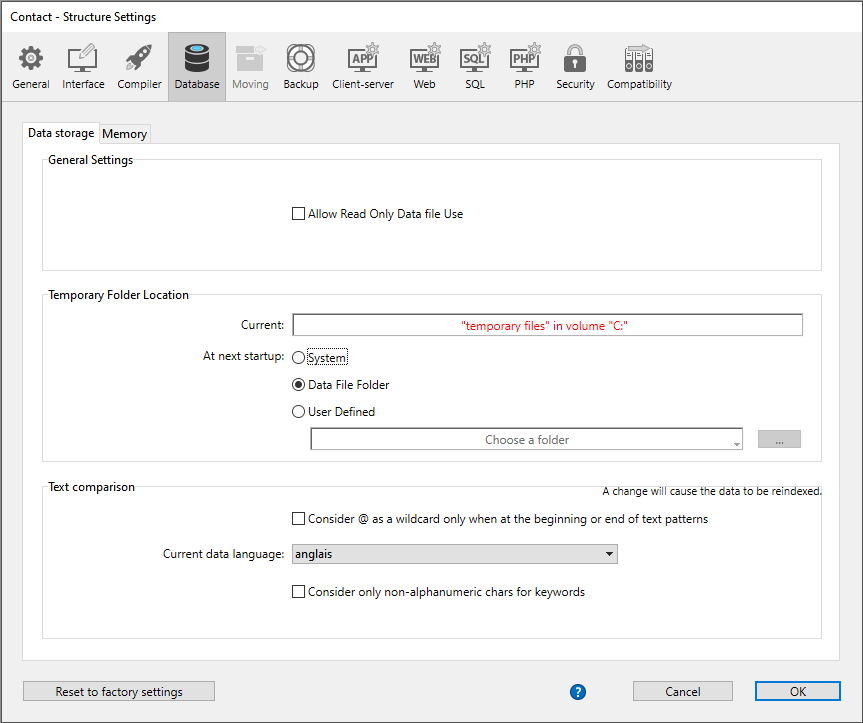 Contact - Structure Settings
General Interface Compiler Database Moving Backup Client-server Web SQL PHP Security Compatibility
APP WEB SQL PHP
Data storage Memory
General Settings
Allow Read Only Data file Use
Temporary Folder Location
Current: "temporary files" in volume "C:"
At next startup: System
Data File Folder
User Defined
Choose a folder ...
Text comparison
A change will cause the data to be reindexed.
Consider @ as a wildcard only when at the beginning or end of text patterns
Current data language: anglais
Consider only non-alphanumeric chars for keywords
Reset to factory settings ? Cancel OK